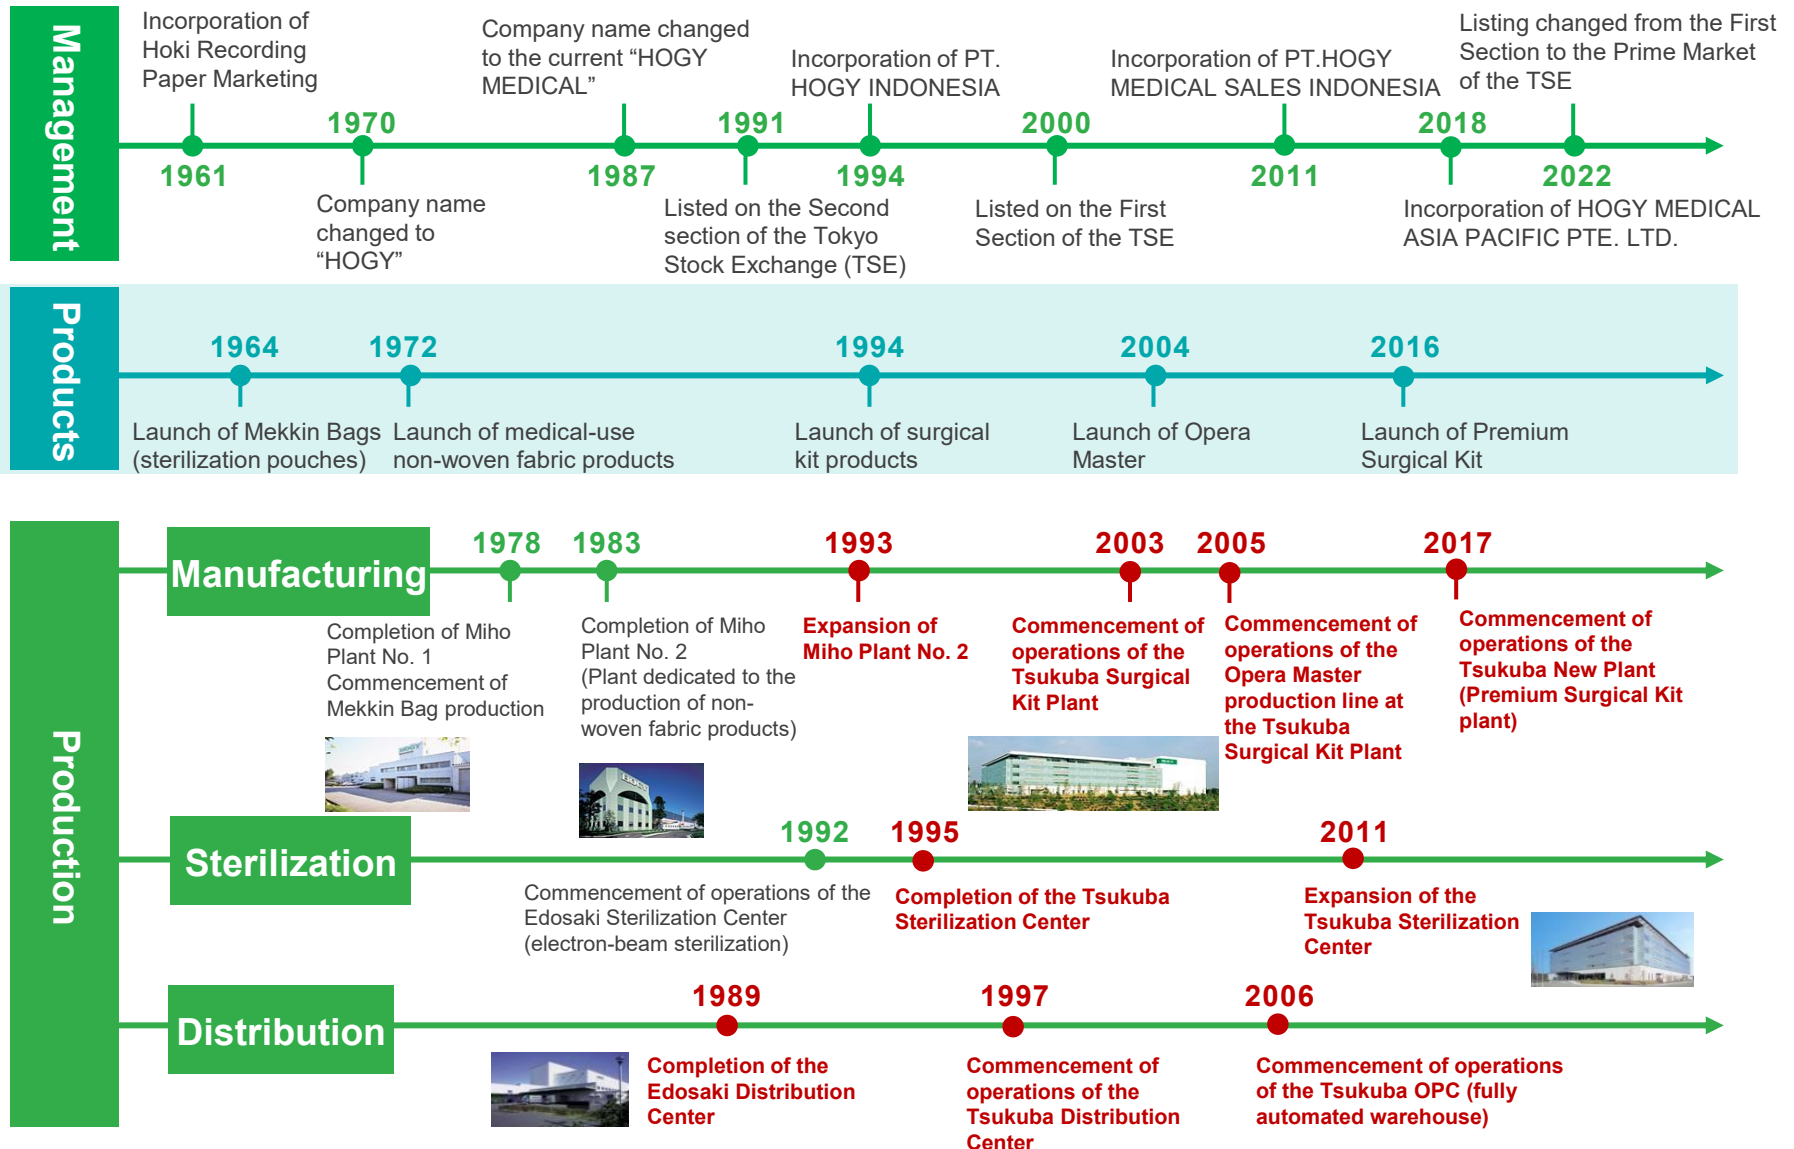 Management
Incorporation of
Hoki Recording
Paper Marketing
1961
1970
Company name
changed to
“HOGY”
Company name changed
to the current “HOGY
MEDICAL”
1987
1991
Listed on the Second
section of the Tokyo
Stock Exchange (TSE)
Incorporation of PT.
HOGY INDONESIA
1994
2000
Listed on the First
Section of the TSE
Incorporation of PT.HOGY
MEDICAL SALES INDONESIA
2011
2018
Incorporation of HOGY MEDICAL
ASIA PACIFIC PTE. LTD.
Listing changed from the First
Section to the Prime Market
of the TSE
2022
Products
1964
Launch of Mekkin Bags
(sterilization pouches)
1972
Launch of medical-use
non-woven fabric products
1994
Launch of surgical
kit products
2004
Launch of Opera
Master
2016
Launch of Premium
Surgical Kit
Production
Manufacturing
1978
Completion of Miho
Plant No. 1
Commencement of
Mekkin Bag production
1983
Completion of Miho
Plant No. 2
(Plant dedicated to the
production of non-
woven fabric products)
1993
Expansion of
Miho Plant No. 2
2003
Commencement of
operations of the
Tsukuba Surgical
Kit Plant
2005
Commencement of
operations of the
Opera Master
production line at
the Tsukuba
Surgical Kit Plant
2017
Commencement of
operations of the
Tsukuba New Plant
(Premium Surgical Kit
plant)
Sterilization
1992
Commencement of operations of the
Edosaki Sterilization Center
(electron-beam sterilization)
1995
Completion of the Tsukuba
Sterilization Center
2011
Expansion of the
Tsukuba Sterilization
Center
Distribution
1989
Completion of the
Edosaki Distribution
Center
1997
Commencement of
operations of the
Tsukuba Distribution
Center
2006
Commencement of operations
of the Tsukuba OPC (fully
automated warehouse)